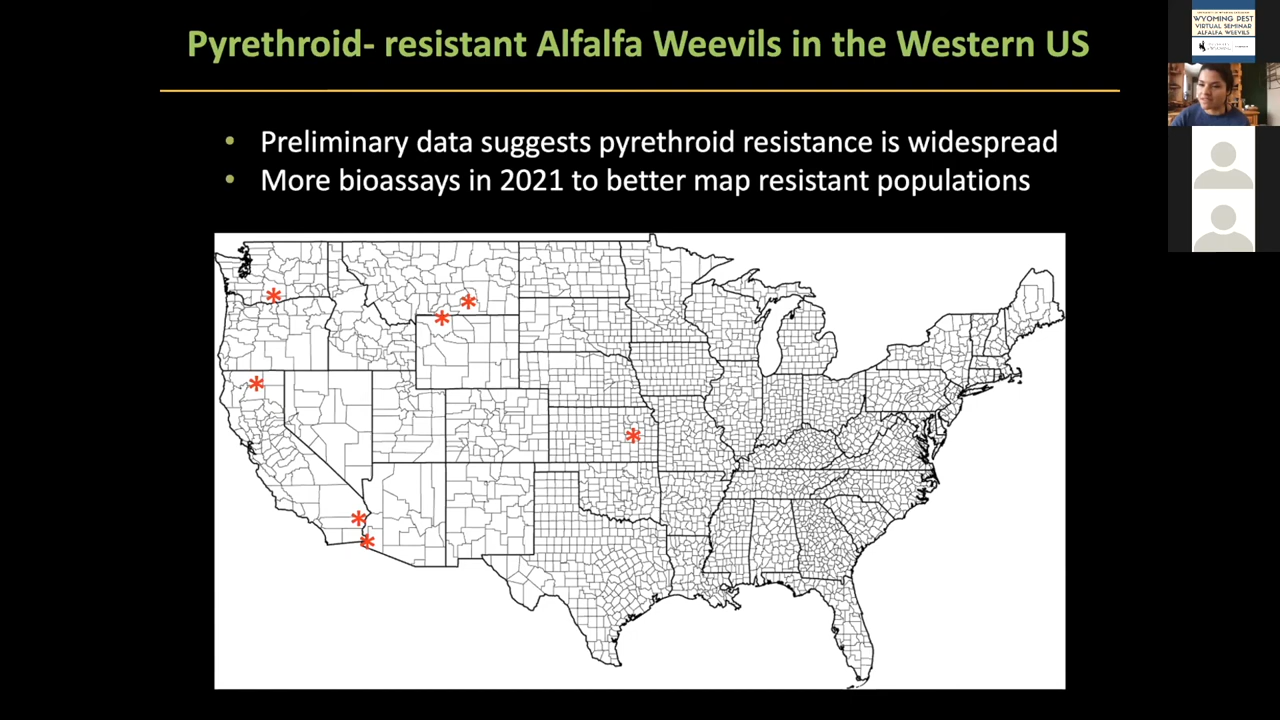 Pyrethroid- resistant Alfalfa Weevils in the Western US
• Preliminary data suggests pyrethroid resistance is widespread
• More bioassays in 2021 to better map resistant populations
WYOMING PEST
VIRTUAL SEMINAR
ALFALFA WEEVILS